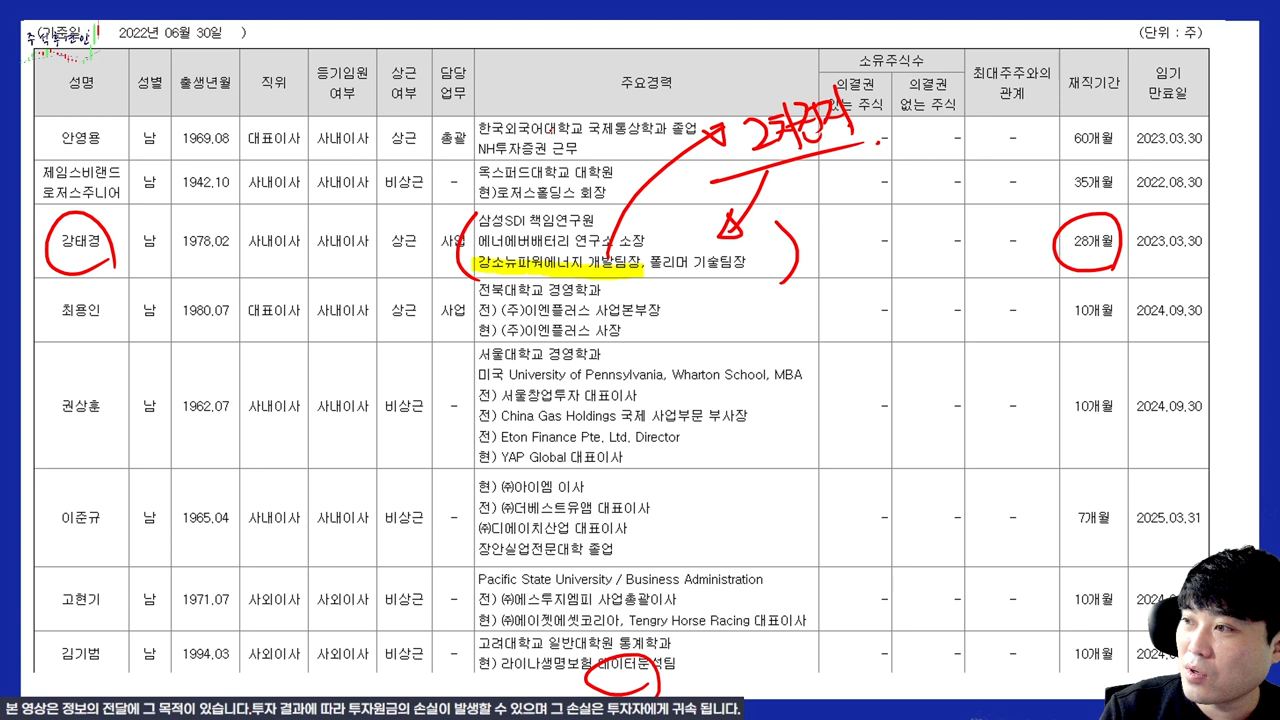 (기준일 2022년 06월 30일 ) (단위 : 주)
성명 성별 출생년월 직위 등기임원 여부 상근 여부 담당 업무 주요경력 소유주식수 최대주주와의 관계 재직기간 임기 만료일
의결권 있는 주식 의결권 없는 주식
안영용 남 1969.08 대표이사 사내이사 상근 총괄 한국외국어대학교 국제통상학과 졸업 - - - 60개월 2023.03.30
NH투자증권 근무
2차전지
제임스비랜드 로저스주니어 남 1942.10 사내이사 사내이사 비상근 - 옥스퍼드대학교 대학원 - - - 35개월 2022.08.30
현)로저스홀딩스 회장
강태경 남 1978.02 사내이사 사내이사 상근 사업 삼성SDI 책임연구원 - - - 28개월 2023.03.30
에너에버배터리 연구소 소장
강소뉴파워에너지 개발팀장, 폴리머 기술팀장
최용인 남 1980.07 대표이사 사내이사 상근 사업 전북대학교 경영학과 - - - 10개월 2024.09.30
전) (주)이엔플러스 사업본부장
현) (주)이엔플러스 사장
권상훈 남 1962.07 사내이사 사내이사 비상근 - 서울대학교 경영학과 - - - 10개월 2024.09.30
미국 University of Pennsylvania, Wharton School, MBA
전) 서울창업투자 대표이사
전) China Gas Holdings 국제 사업부문 부사장
전) Eton Finance Pte, Ltd, Director
현) YAP Global 대표이사
이준규 남 1965.04 사내이사 사내이사 비상근 - 현) ㈜아이엠 이사 - - - 7개월 2025.03.31
전) ㈜더베스트유앰 대표이사
㈜디에이치산업 대표이사
장안실업전문대학 졸업
고현기 남 1971.07 사외이사 사외이사 비상근 - Pacific State University / Business Administration - - - 10개월
전) ㈜에스투지엠피 사업총괄이사
현) ㈜에이젯에셋코리아, Tengry Horse Racing 대표이사
김기범 남 1994.03 사외이사 사외이사 비상근 - 고려대학교 일반대학원 통계학과 - - - 10개월
현) 라이나생명보험 데이터분석팀
본 영상은 정보의 전달에 그 목적이 있습니다.투자 결과에 따라 투자원금의 손실이 발생할 수 있으며 그 손실은 투자자에게 귀속 됩니다.